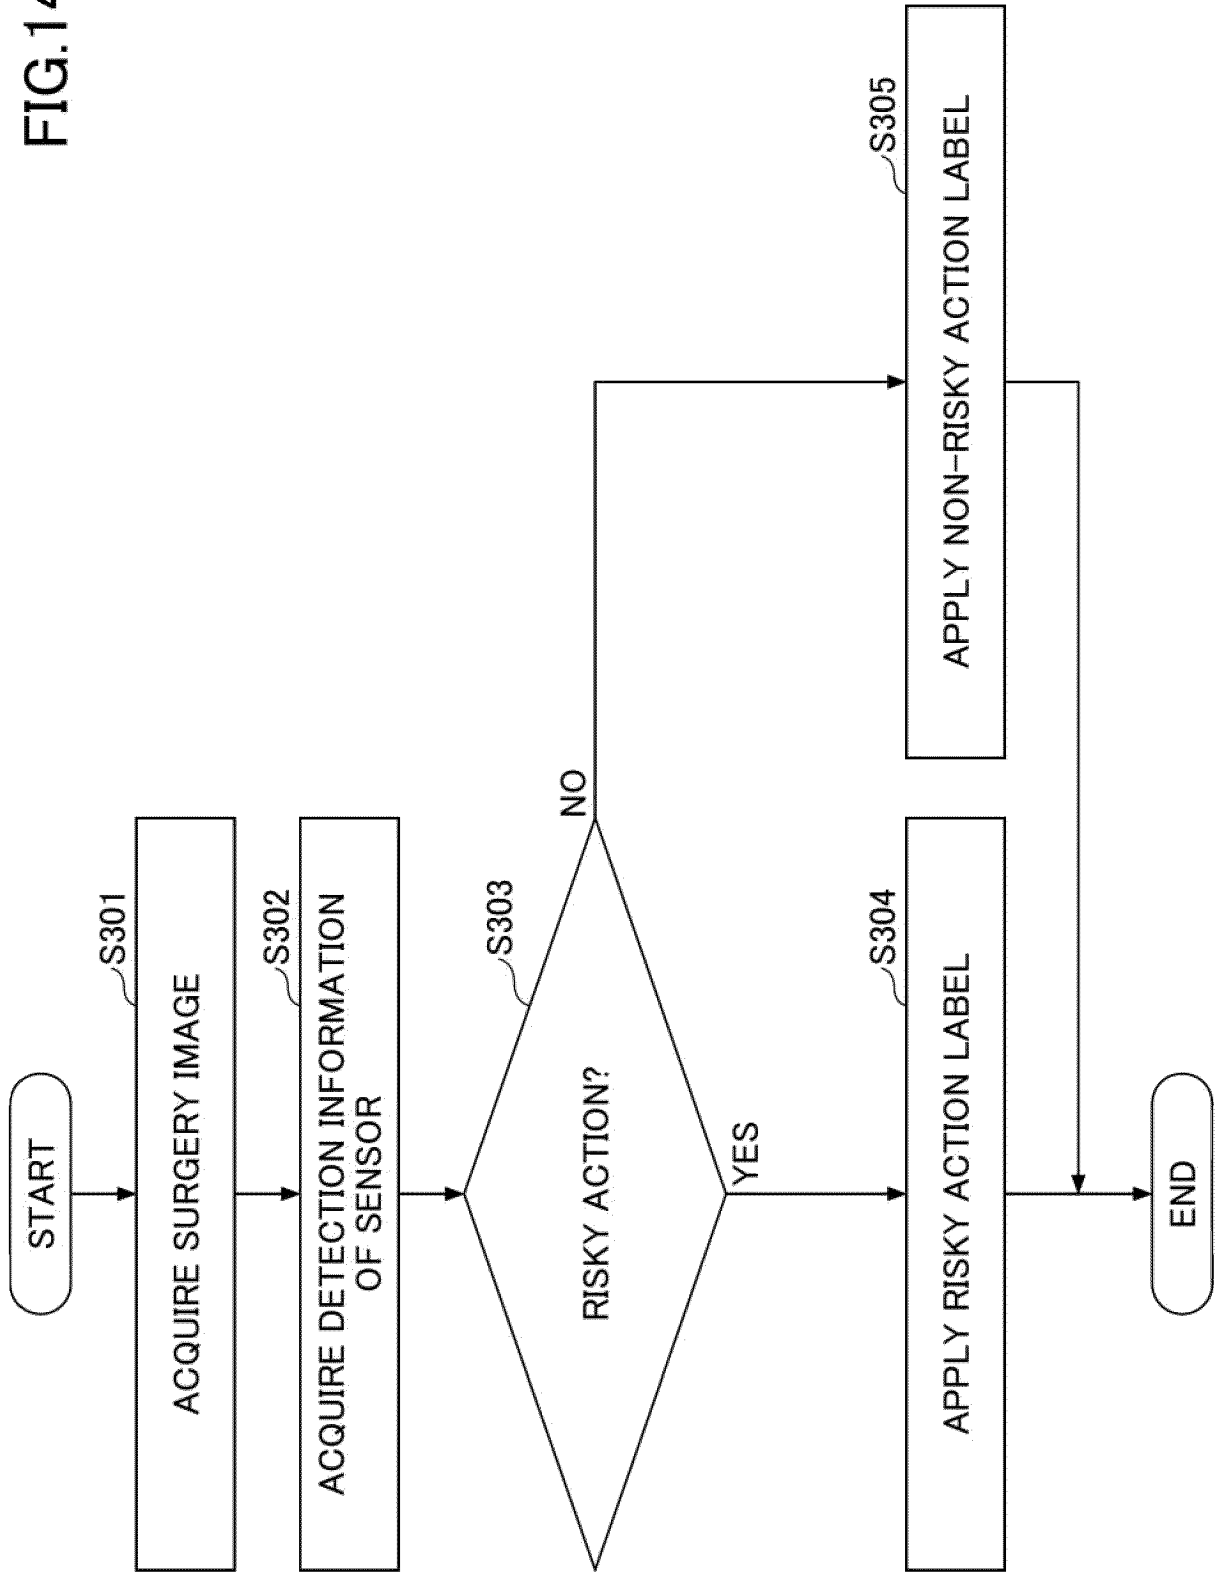 FIG.14
START
S301
ACQUIRE SURGERY IMAGE
S302
ACQUIRE DETECTION INFORMATION
OF SENSOR
S303
RISKY ACTION?
NO
YES
S304
APPLY RISKY ACTION LABEL
S305
APPLY NON-RISKY ACTION LABEL
END